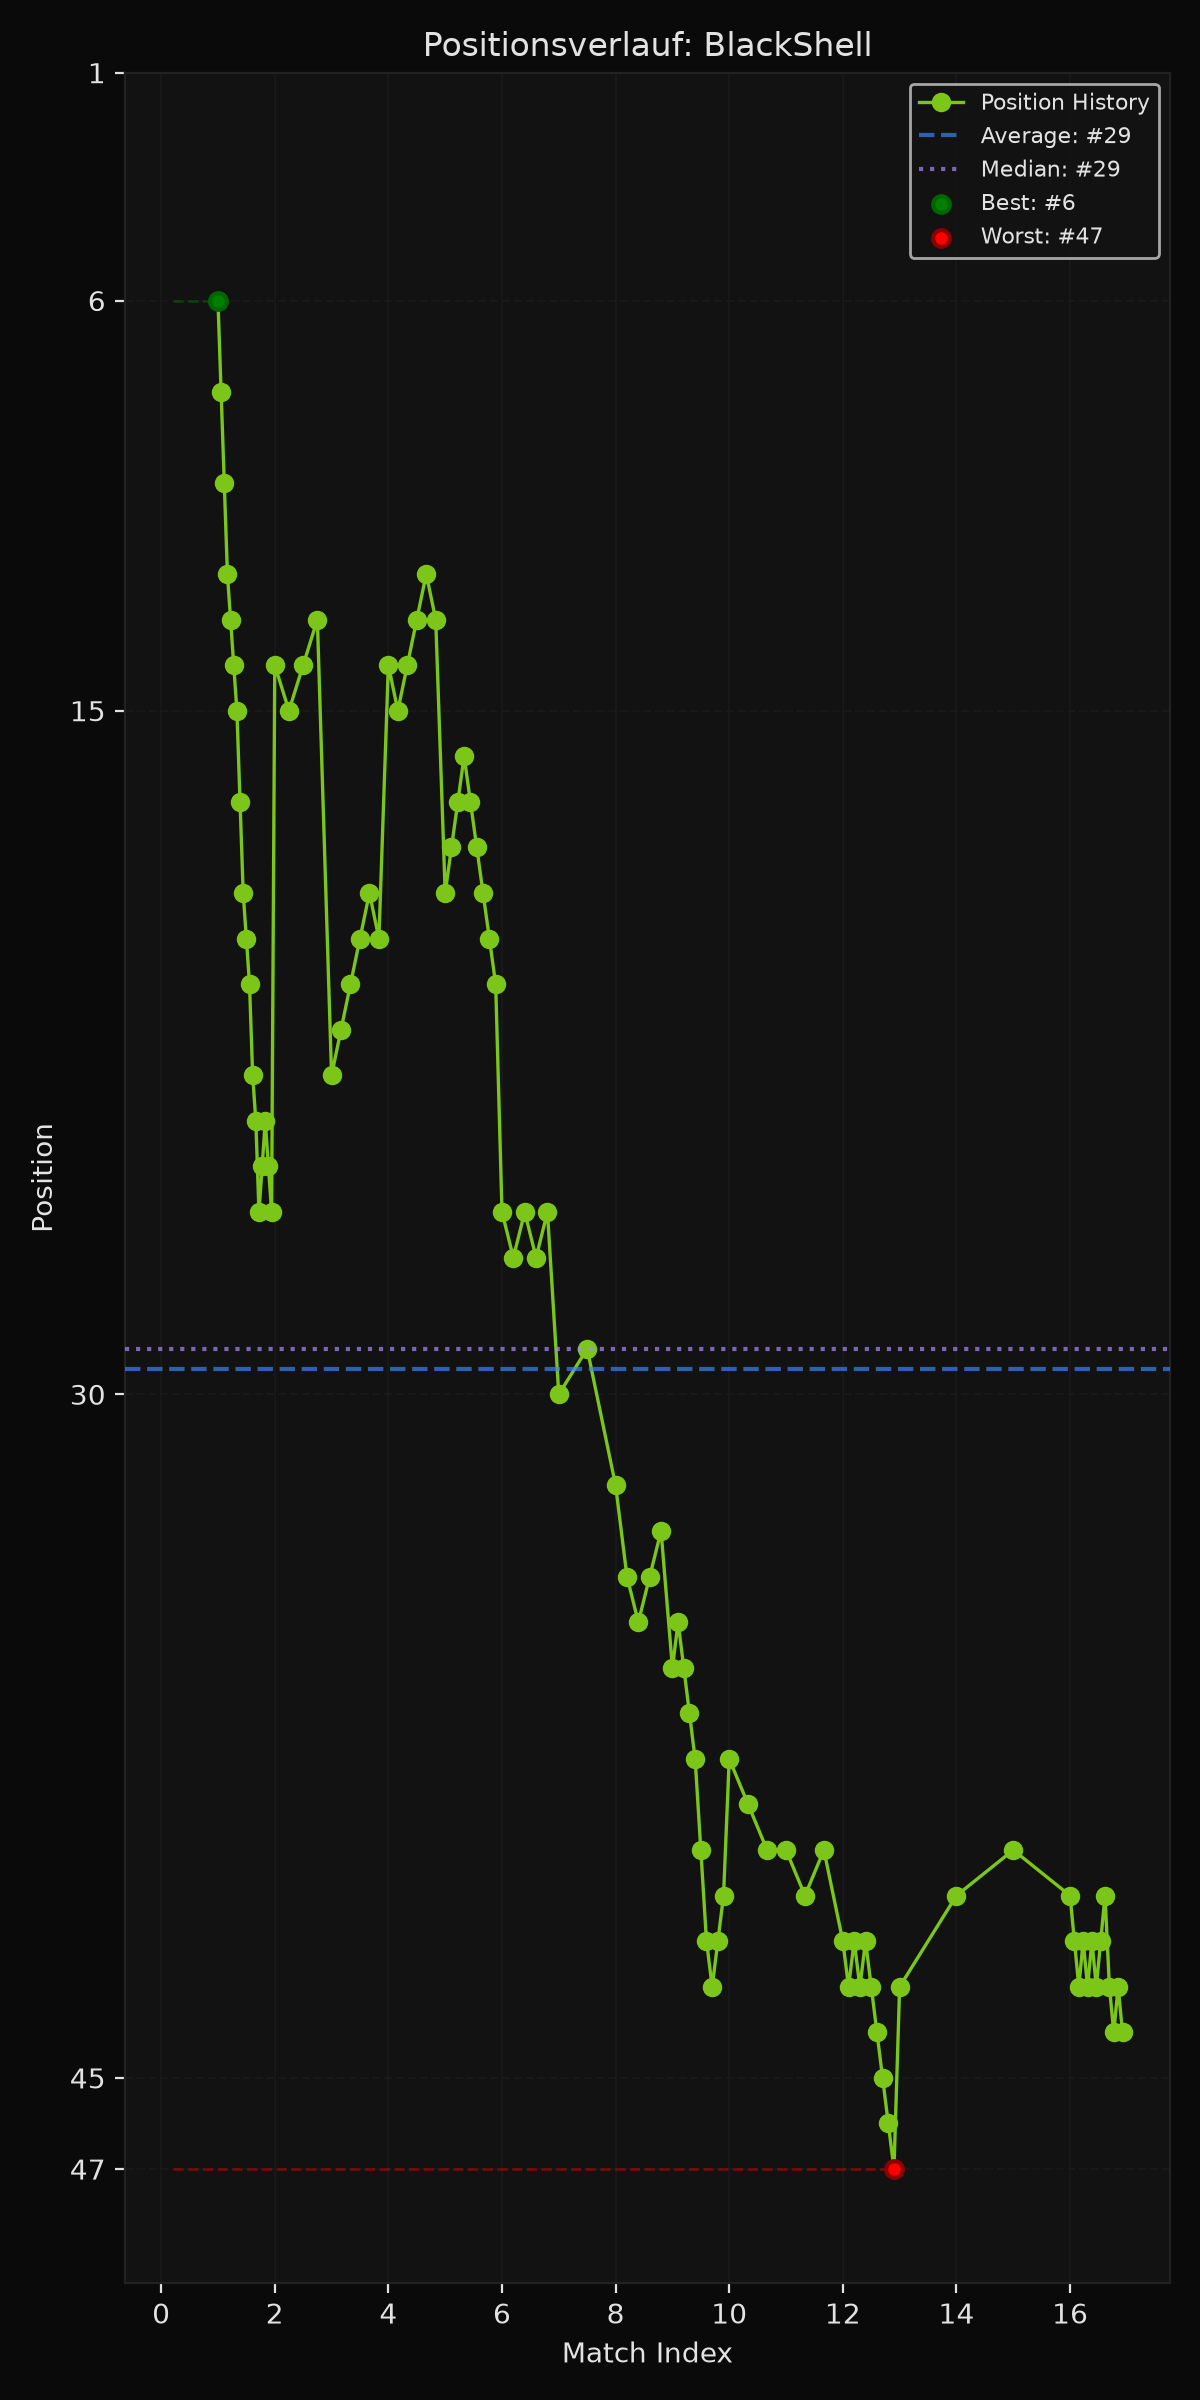 Positionsverlauf: BlackShell
Position History
Average: #29
Median: #29
Best: #6
Worst: #47
1
6
15
30
45
47
Position
0 2 4 6 8 10 12 14 16
Match Index